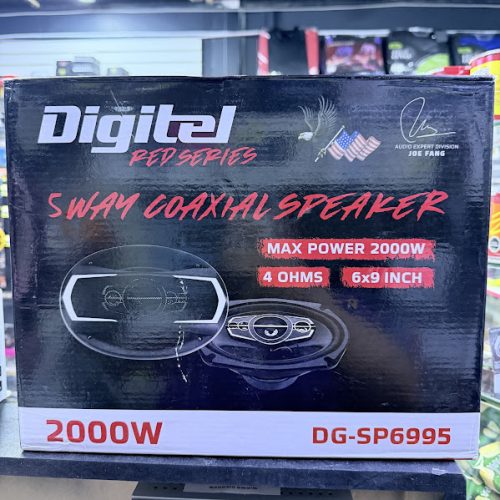 Digitel
RED SERIES
AUDIO EXPERT DIVISION
JOE FANG
5 WAY COAXIAL SPEAKER
MAX POWER 2000W
4 OHMS
6x9 INCH
2000W
DG-SP6995